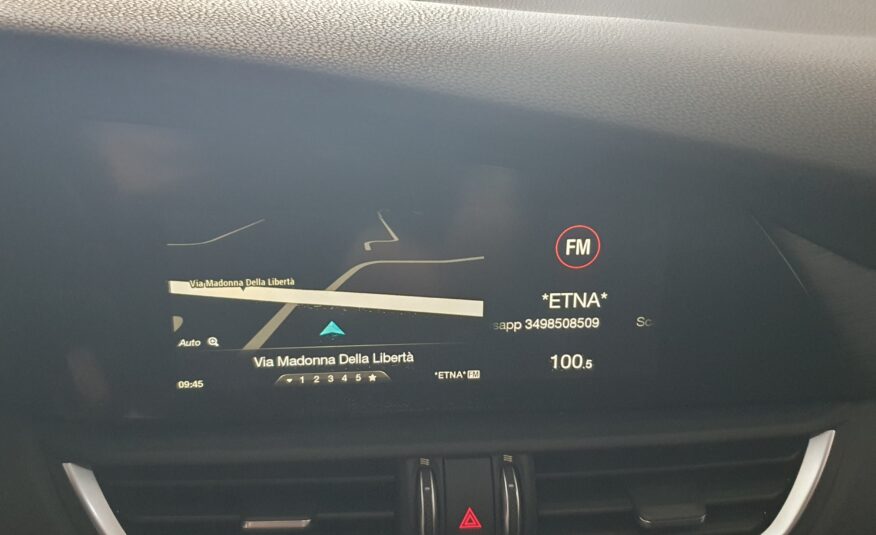 Via Madonna Della Libertà
Auto
Via Madonna Della Libertà
09:45
1 2 3 4 5
*ETNA* FM
FM
*ETNA*
sapp 3498508509 Sc
100.5